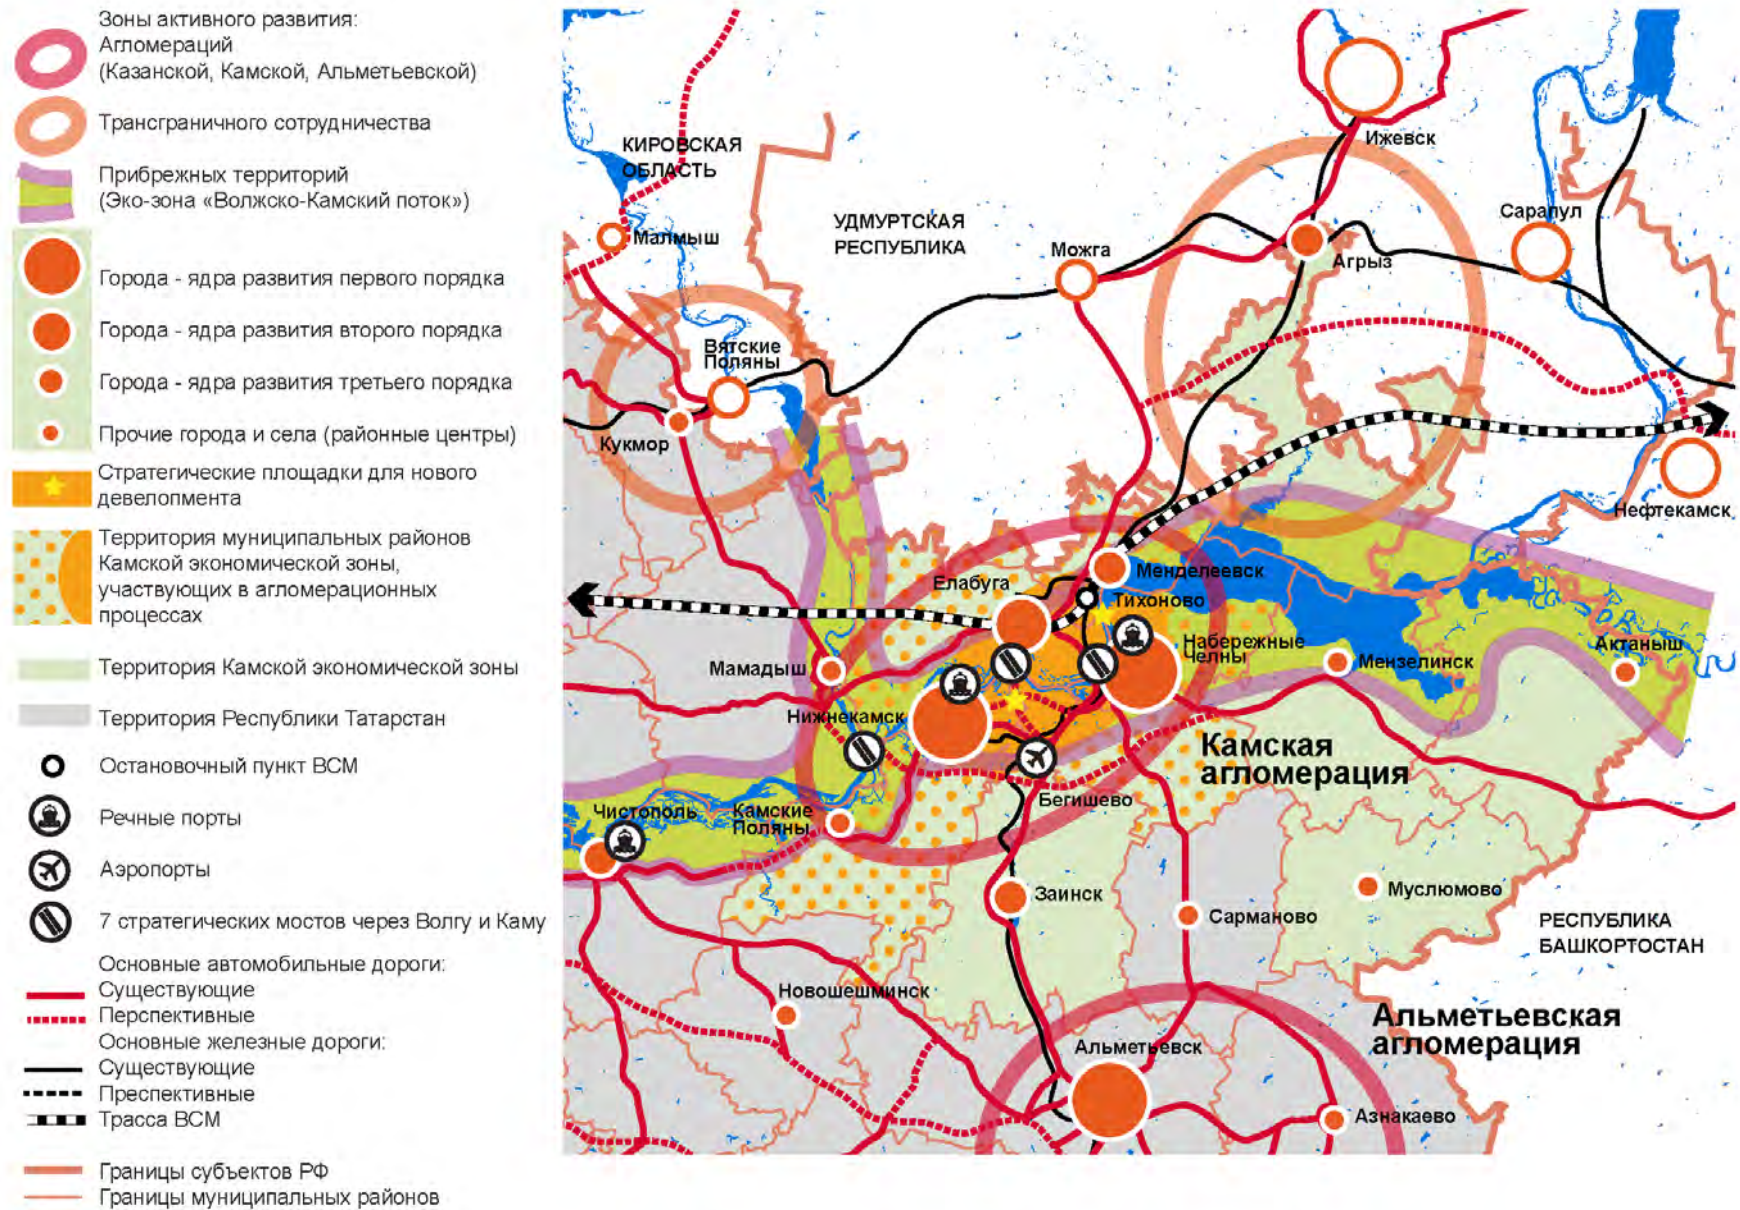 Зоны активного развития:
Агломераций
(Казанской, Камской, Альметьевской)
Трансграничного сотрудничества
Прибрежных территорий
(Эко-зона «Волжско-Камский поток»)
Города - ядра развития первого порядка
Города - ядра развития второго порядка
Города - ядра развития третьего порядка
Прочие города и села (районные центры)
Стратегические площадки для нового
девелопмента
Территория муниципальных районов
Камской экономической зоны,
участвующих в агломерационных
процессах
Территория Камской экономической зоны
Территория Республики Татарстан
Остановочный пункт ВСМ
Речные порты
Аэропорты
7 стратегических мостов через Волгу и Каму
Основные автомобильные дороги:
Существующие
Перспективные
Основные железные дороги:
Существующие
Преспективные
Трасса ВСМ
Границы субъектов РФ
Границы муниципальных районов
Ижевск
КИРОВСКАЯ
ОБЛАСТЬ
Сарапул
УДМУРТСКАЯ
РЕСПУБЛИКА
Малмыш
Можга
Агрыз
Вятские
Поляны
Кукмор
Нефтекамск
Менделеевск
Елабуга
Тихоново
Набережные
Челны
Мамадыш
Мензелинск
Актаныш
Нижнекамск
Камская
агломерация
Бегишево
Чистополь
Камские
Поляны
Заинск
Сарманово
Муслюмово
РЕСПУБЛИКА
БАШКОРТОСТАН
Новошешминск
Альметьевская
агломерация
Альметьевск
Азнакаево